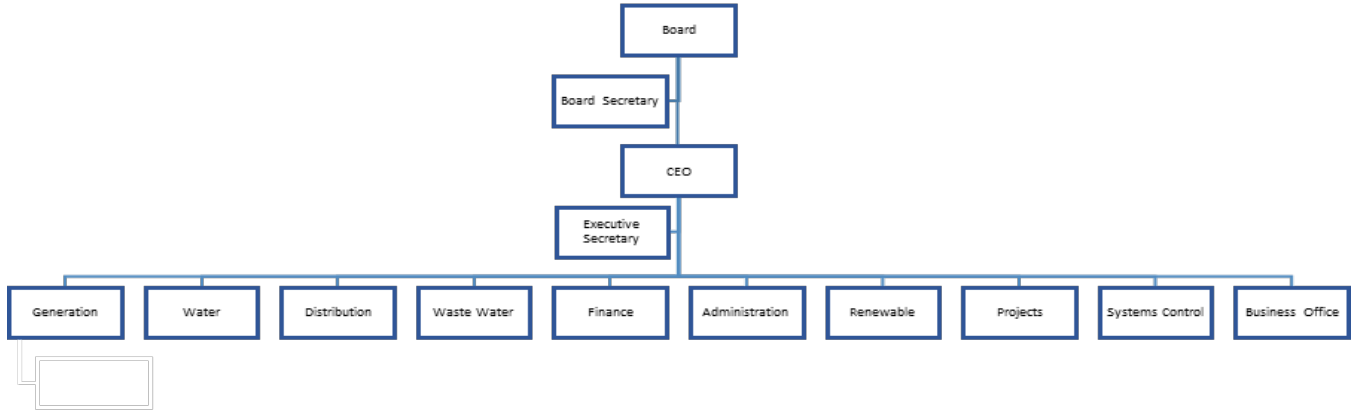 Board
Board Secretary
CEO
Executive
Secretary
Generation
Water
Distribution
Waste Water
Finance
Administration
Renewable
Projects
Systems Control
Business Office